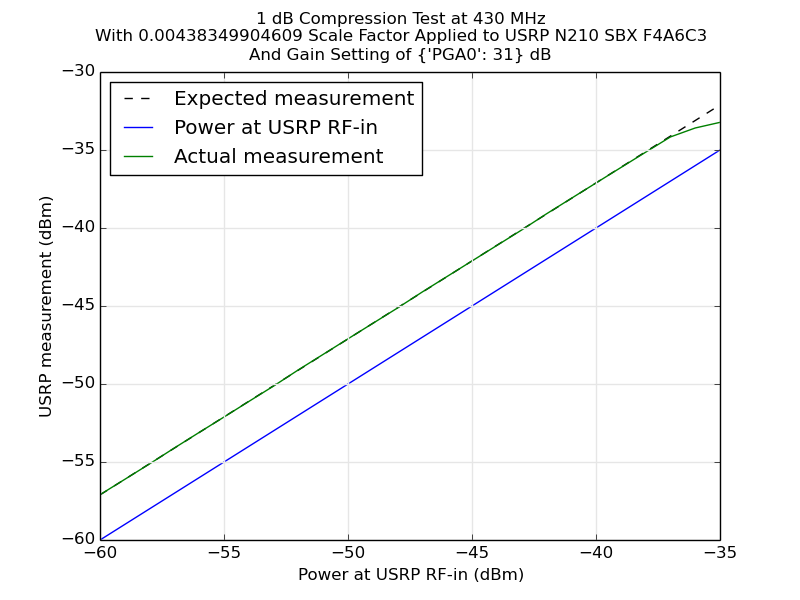 1 dB Compression Test at 430 MHz
With 0.00438349904609 Scale Factor Applied to USRP N210 SBX F4A6C3
And Gain Setting of {'PGA0': 31} dB
Expected measurement
Power at USRP RF-in
Actual measurement
−30
−35
−40
−45
−50
−55
−60
USRP measurement (dBm)
−60 −55 −50 −45 −40 −35
Power at USRP RF-in (dBm)